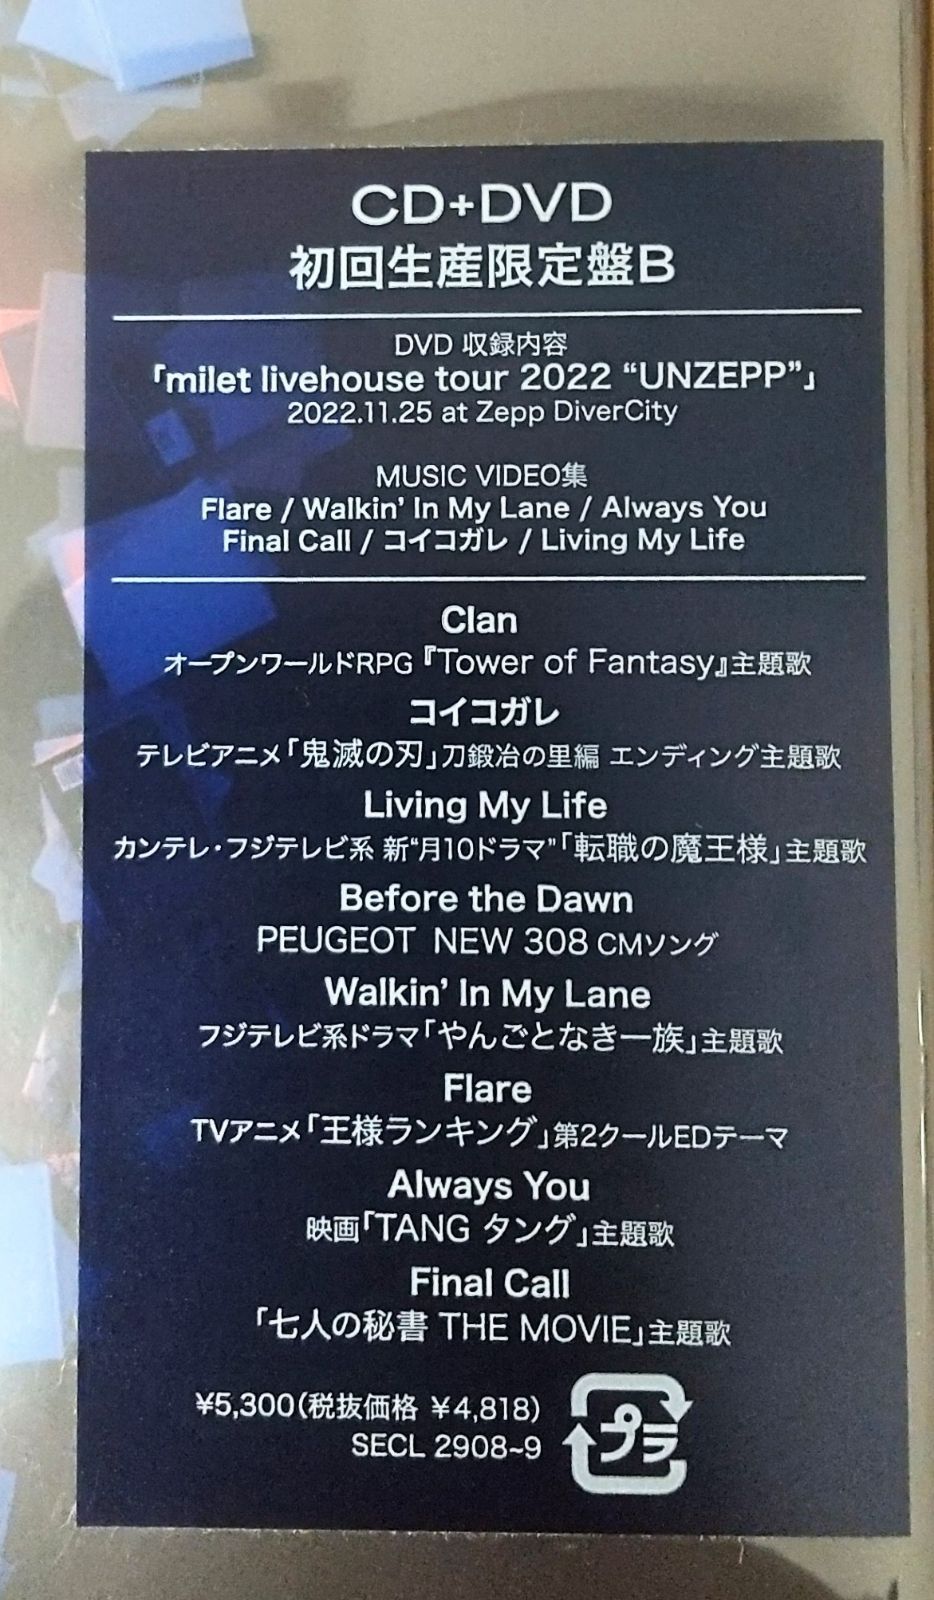 CD+DVD
初回生産限定盤B
DVD 収録内容
「milet livehouse tour 2022 “UNZEPP”」
2022.11.25 at Zepp DiverCity
MUSIC VIDEO集
Flare / Walkin’ In My Lane / Always You
Final Call / コイコガレ / Living My Life
Clan
オープンワールドRPG『Tower of Fantasy』主題歌
コイコガレ
テレビアニメ「鬼滅の刃」刀鍛冶の里編 エンディング主題歌
Living My Life
カンテレ・フジテレビ系 新“月10ドラマ”「転職の魔王様」主題歌
Before the Dawn
PEUGEOT NEW 308 CMソング
Walkin’ In My Lane
フジテレビ系ドラマ「やんごとなき一族」主題歌
Flare
TVアニメ「王様ランキング」第2クールEDテーマ
Always You
映画「TANG タング」主題歌
Final Call
「七人の秘書 THE MOVIE」主題歌
¥5,300(税抜価格 ¥4,818)
SECL 2908~9
プラ